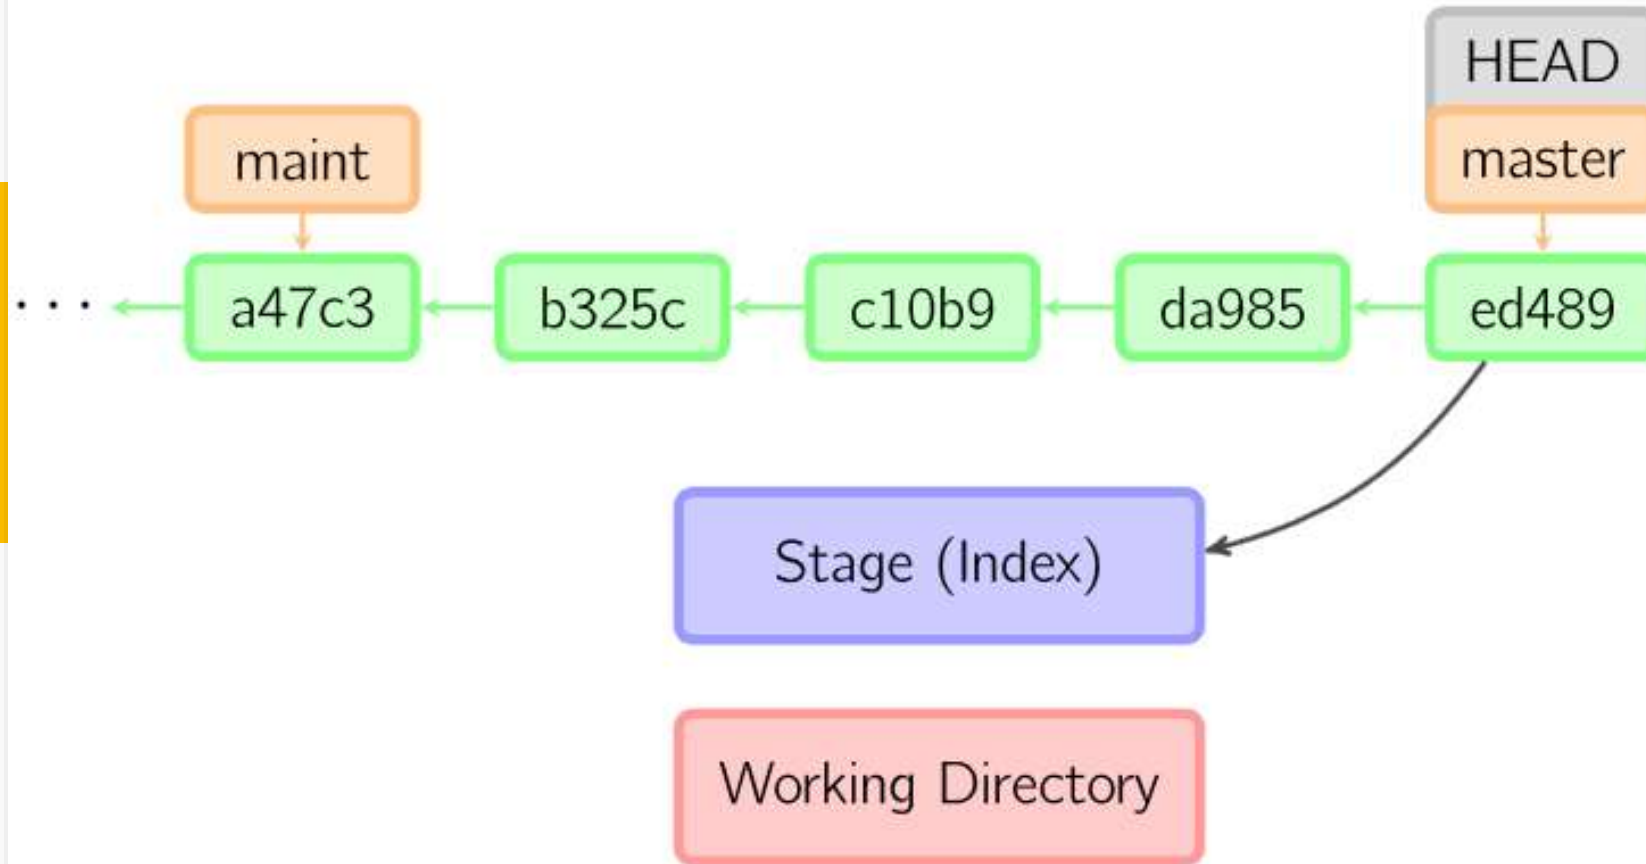 HEAD
maint
master
... a47c3 b325c c10b9 da985 ed489
Stage (Index)
Working Directory